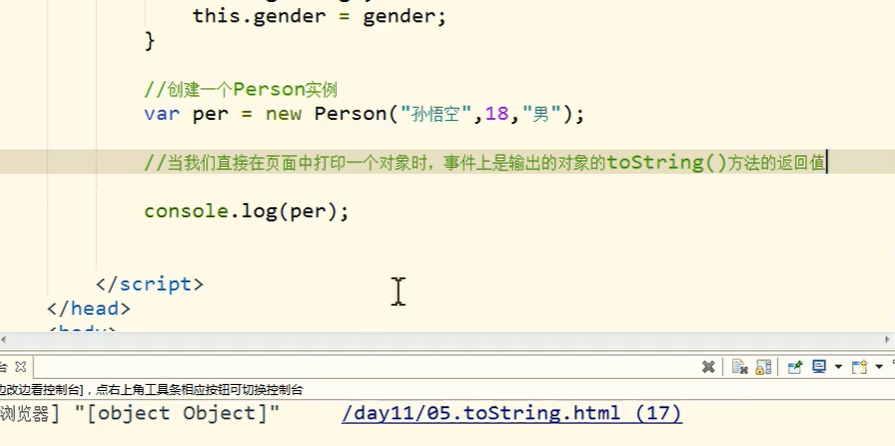 this.gender = gender;
}
//创建一个Person实例
var per = new Person("孙悟空",18,"男");
//当我们直接在页面中打印一个对象时，事件上是输出的对象的toString()方法的返回值
console.log(per);
</script>
</head>
<body>
台
边改边看控制台]，点右上角工具条相应按钮可切换控制台
浏览器] "[object Object]" /day11/05.toString.html (17)